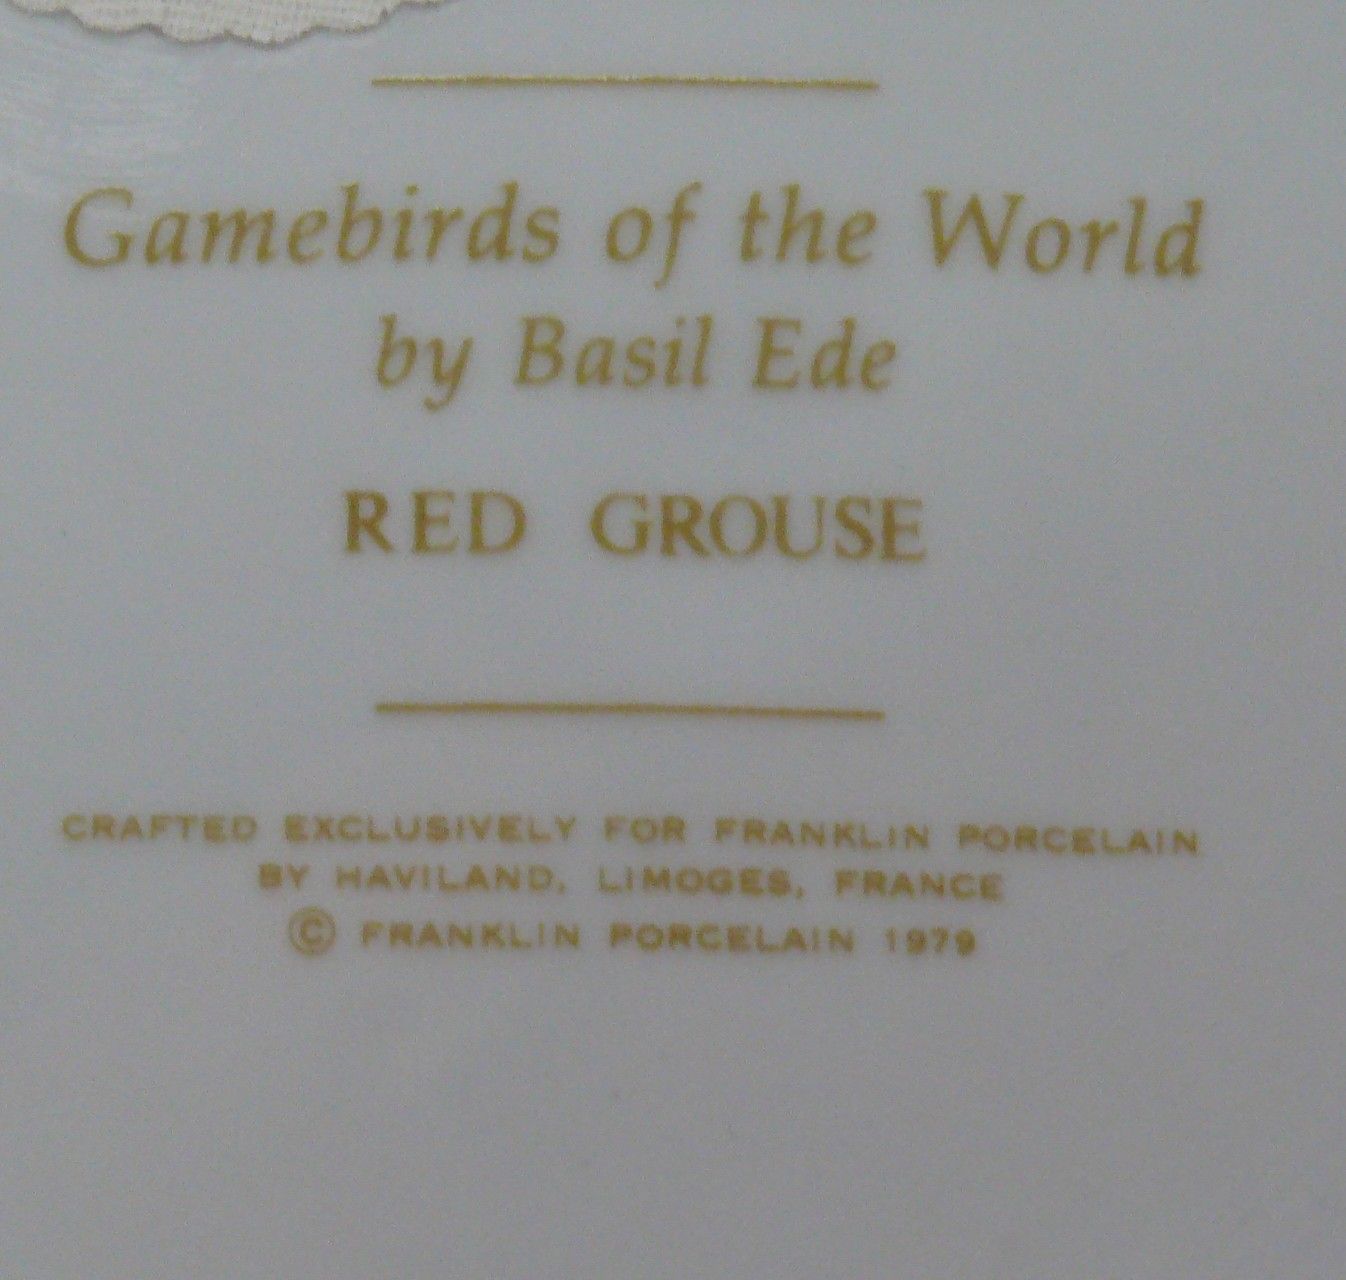 Gamebirds of the World
by Basil Ede
RED GROUSE
CRAFTED EXCLUSIVELY FOR FRANKLIN PORCELAIN
BY HAVILAND, LIMOGES, FRANCE
© FRANKLIN PORCELAIN 1979